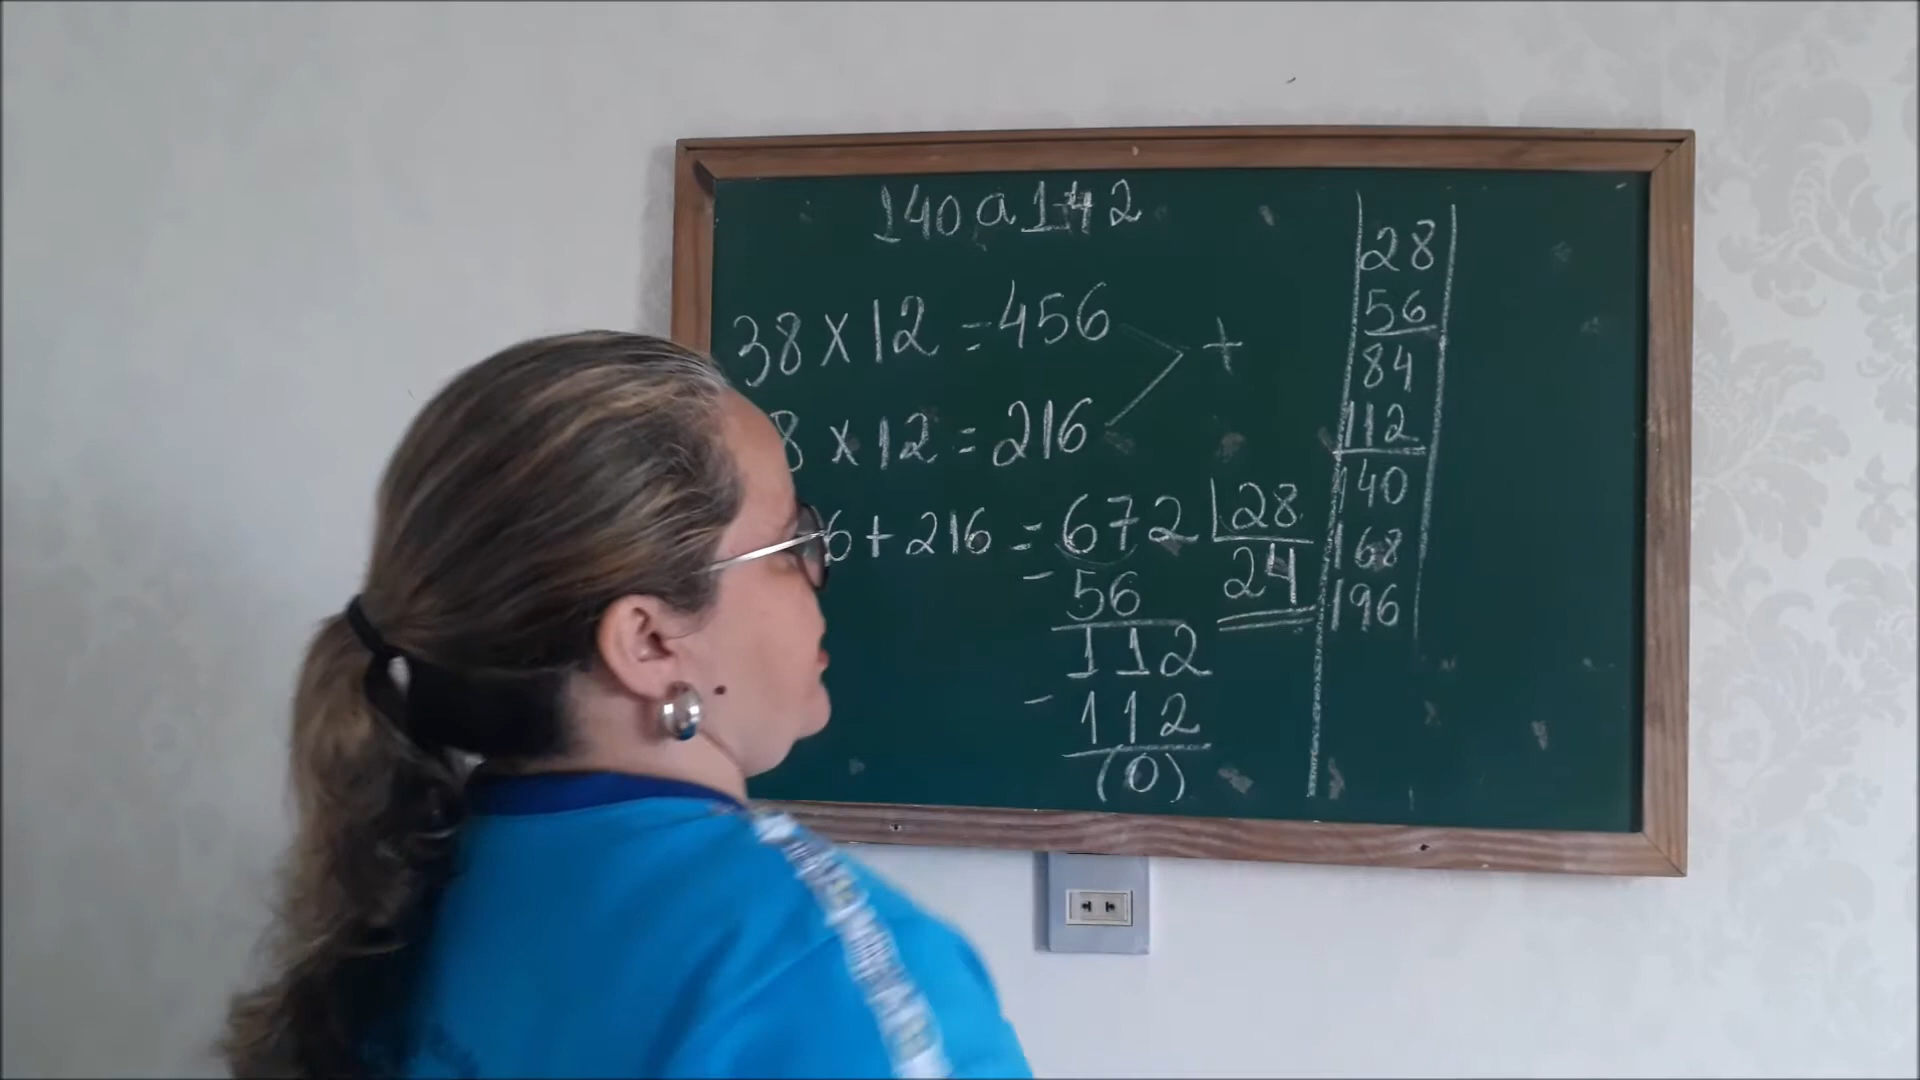 140 a 142
38 x 12 = 456
+
8 x 12 = 216
6 + 216 = 672 28
- 56 24
112
- 112
(0)
28
56
84
112
140
168
196